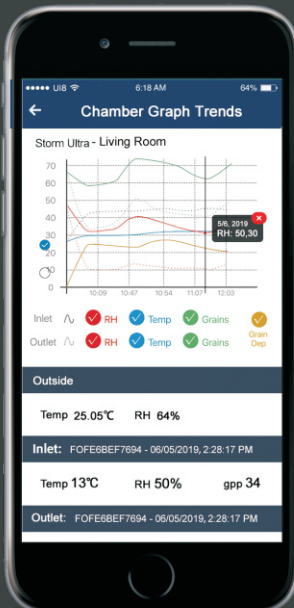 UI8 6:18 AM 64%
Chamber Graph Trends
Storm Ultra - Living Room
70
60
50
40
30
20
10
0
5/6, 2019
RH: 50,30
10:09 10:47 10:54 11:07 12:03
Inlet RH Temp Grains
Outlet RH Temp Grains
Grain
Dep
Outside
Temp 25.05℃ RH 64%
Inlet: FOFE6BEF7694 - 06/05/2019, 2:28:17 PM
Temp 13℃ RH 50% gpp 34
Outlet: FOFE6BEF7694 - 06/05/2019, 2:28:17 PM